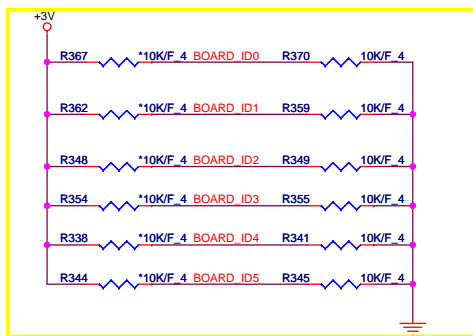 +3V
R367 *10K/F_4 BOARD_ID0 R370 10K/F_4
R362 *10K/F_4 BOARD_ID1 R359 10K/F_4
R348 *10K/F_4 BOARD_ID2 R349 10K/F_4
R354 *10K/F_4 BOARD_ID3 R355 10K/F_4
R338 *10K/F_4 BOARD_ID4 R341 10K/F_4
R344 *10K/F_4 BOARD_ID5 R345 10K/F_4